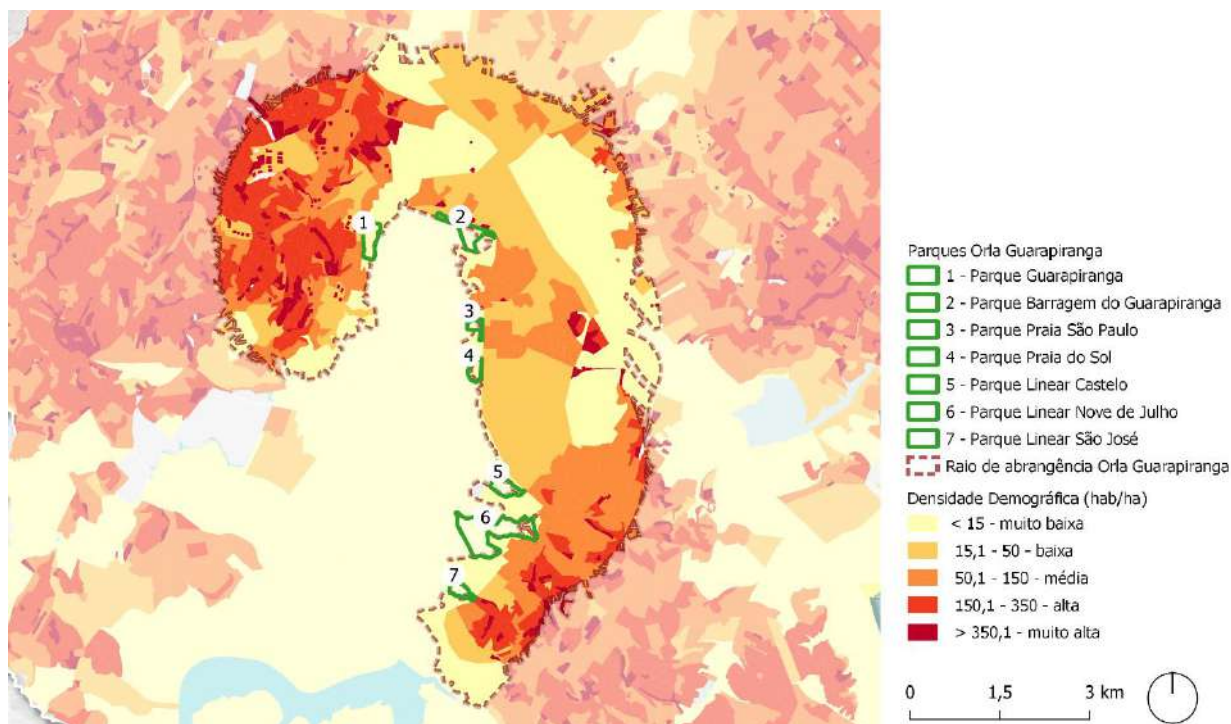 1
2
3
4
5
6
7
Parques Orla Guarapiranga
1 - Parque Guarapiranga
2 - Parque Barragem do Guarapiranga
3 - Parque Praia São Paulo
4 - Parque Praia do Sol
5 - Parque Linear Castelo
6 - Parque Linear Nove de Julho
7 - Parque Linear São José
Raio de abrangência Orla Guarapiranga
Densidade Demográfica (hab/ha)
< 15 - muito baixa
15,1 - 50 - baixa
50,1 - 150 - média
150,1 - 350 - alta
> 350,1 - muito alta
0 1,5 3 km